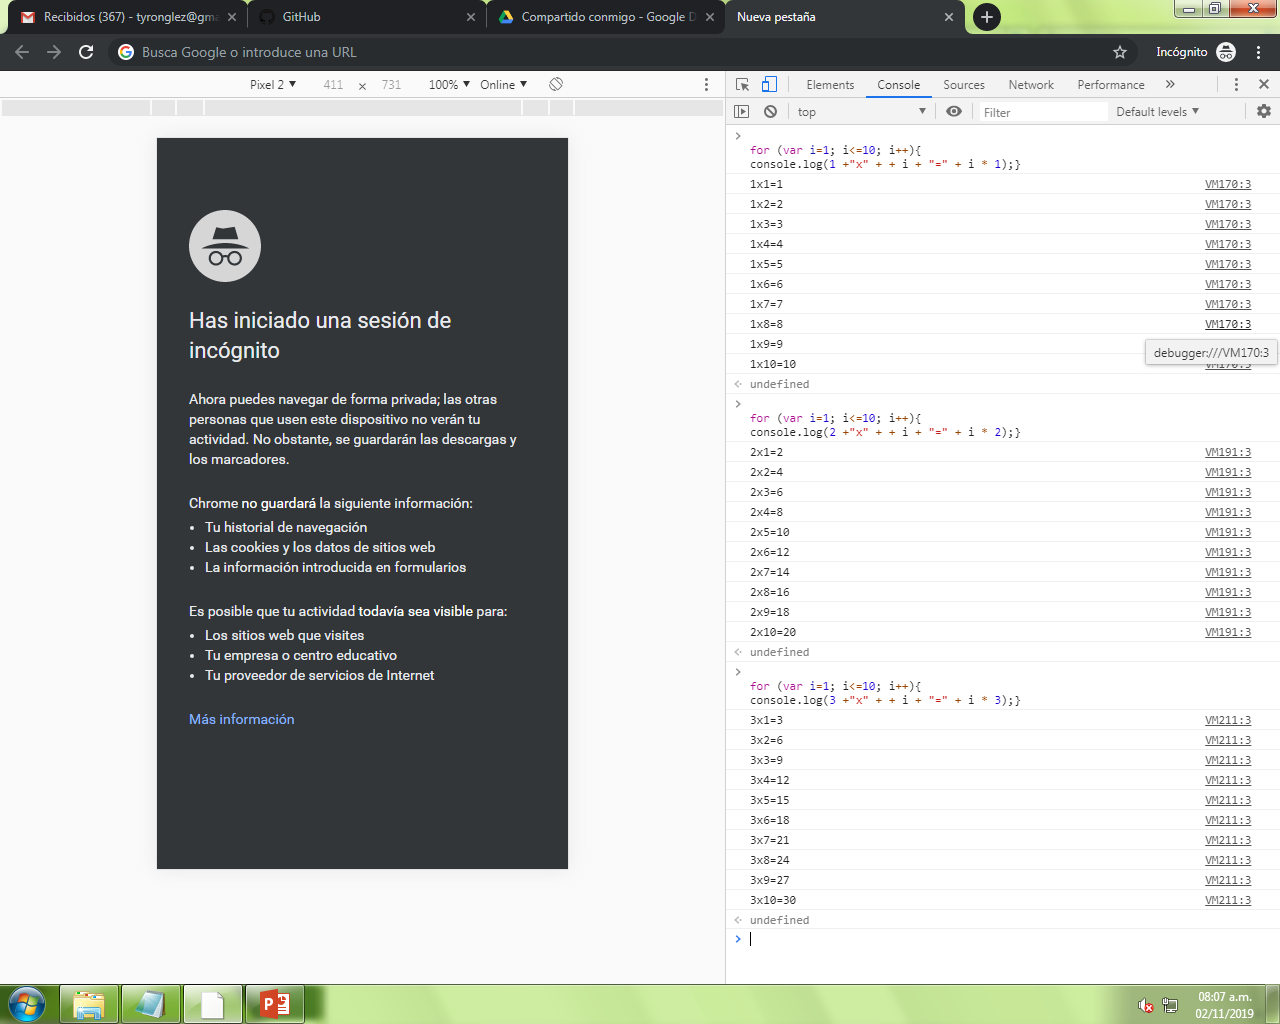 Recibidos (367) - tyronglez@gma
GitHub
Compartido conmigo - Google D
Nueva pestaña
Busca Google o introduce una URL
Incógnito
Pixel 2 ▼ 411 x 731 100% ▼ Online ▼
Elements Console Sources Network Performance »
top ▼ Filter Default levels ▼
Has iniciado una sesión de
incógnito
Ahora puedes navegar de forma privada; las otras
personas que usen este dispositivo no verán tu
actividad. No obstante, se guardarán las descargas y
los marcadores.
Chrome no guardará la siguiente información:
• Tu historial de navegación
• Las cookies y los datos de sitios web
• La información introducida en formularios
Es posible que tu actividad todavía sea visible para:
• Los sitios web que visites
• Tu empresa o centro educativo
• Tu proveedor de servicios de Internet
Más información
>
for (var i=1; i<=10; i++){
console.log(1 +"x" + + i + "=" + i * 1);}
1x1=1 VM170:3
1x2=2 VM170:3
1x3=3 VM170:3
1x4=4 VM170:3
1x5=5 VM170:3
1x6=6 VM170:3
1x7=7 VM170:3
1x8=8 VM170:3
1x9=9
debugger:///VM170:3
1x10=10 VM170:3
undefined
>
for (var i=1; i<=10; i++){
console.log(2 +"x" + + i + "=" + i * 2);}
2x1=2 VM191:3
2x2=4 VM191:3
2x3=6 VM191:3
2x4=8 VM191:3
2x5=10 VM191:3
2x6=12 VM191:3
2x7=14 VM191:3
2x8=16 VM191:3
2x9=18 VM191:3
2x10=20 VM191:3
undefined
>
for (var i=1; i<=10; i++){
console.log(3 +"x" + + i + "=" + i * 3);}
3x1=3 VM211:3
3x2=6 VM211:3
3x3=9 VM211:3
3x4=12 VM211:3
3x5=15 VM211:3
3x6=18 VM211:3
3x7=21 VM211:3
3x8=24 VM211:3
3x9=27 VM211:3
3x10=30 VM211:3
undefined
>
08:07 a.m.
02/11/2019